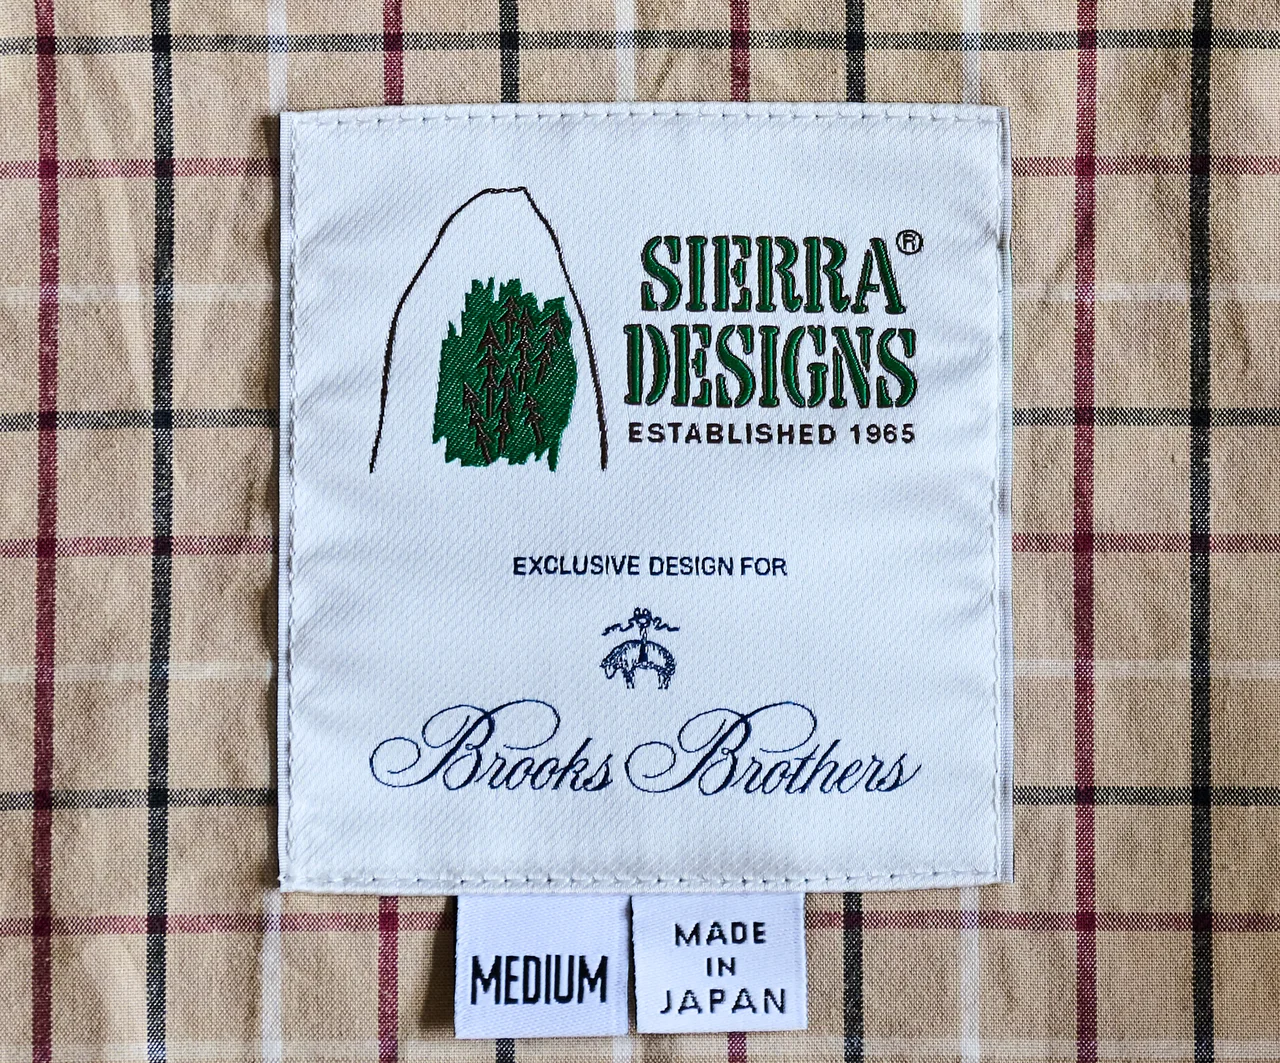 SIERRA®
DESIGNS
ESTABLISHED 1965
EXCLUSIVE DESIGN FOR
Brooks Brothers
MEDIUM
MADE
IN
JAPAN